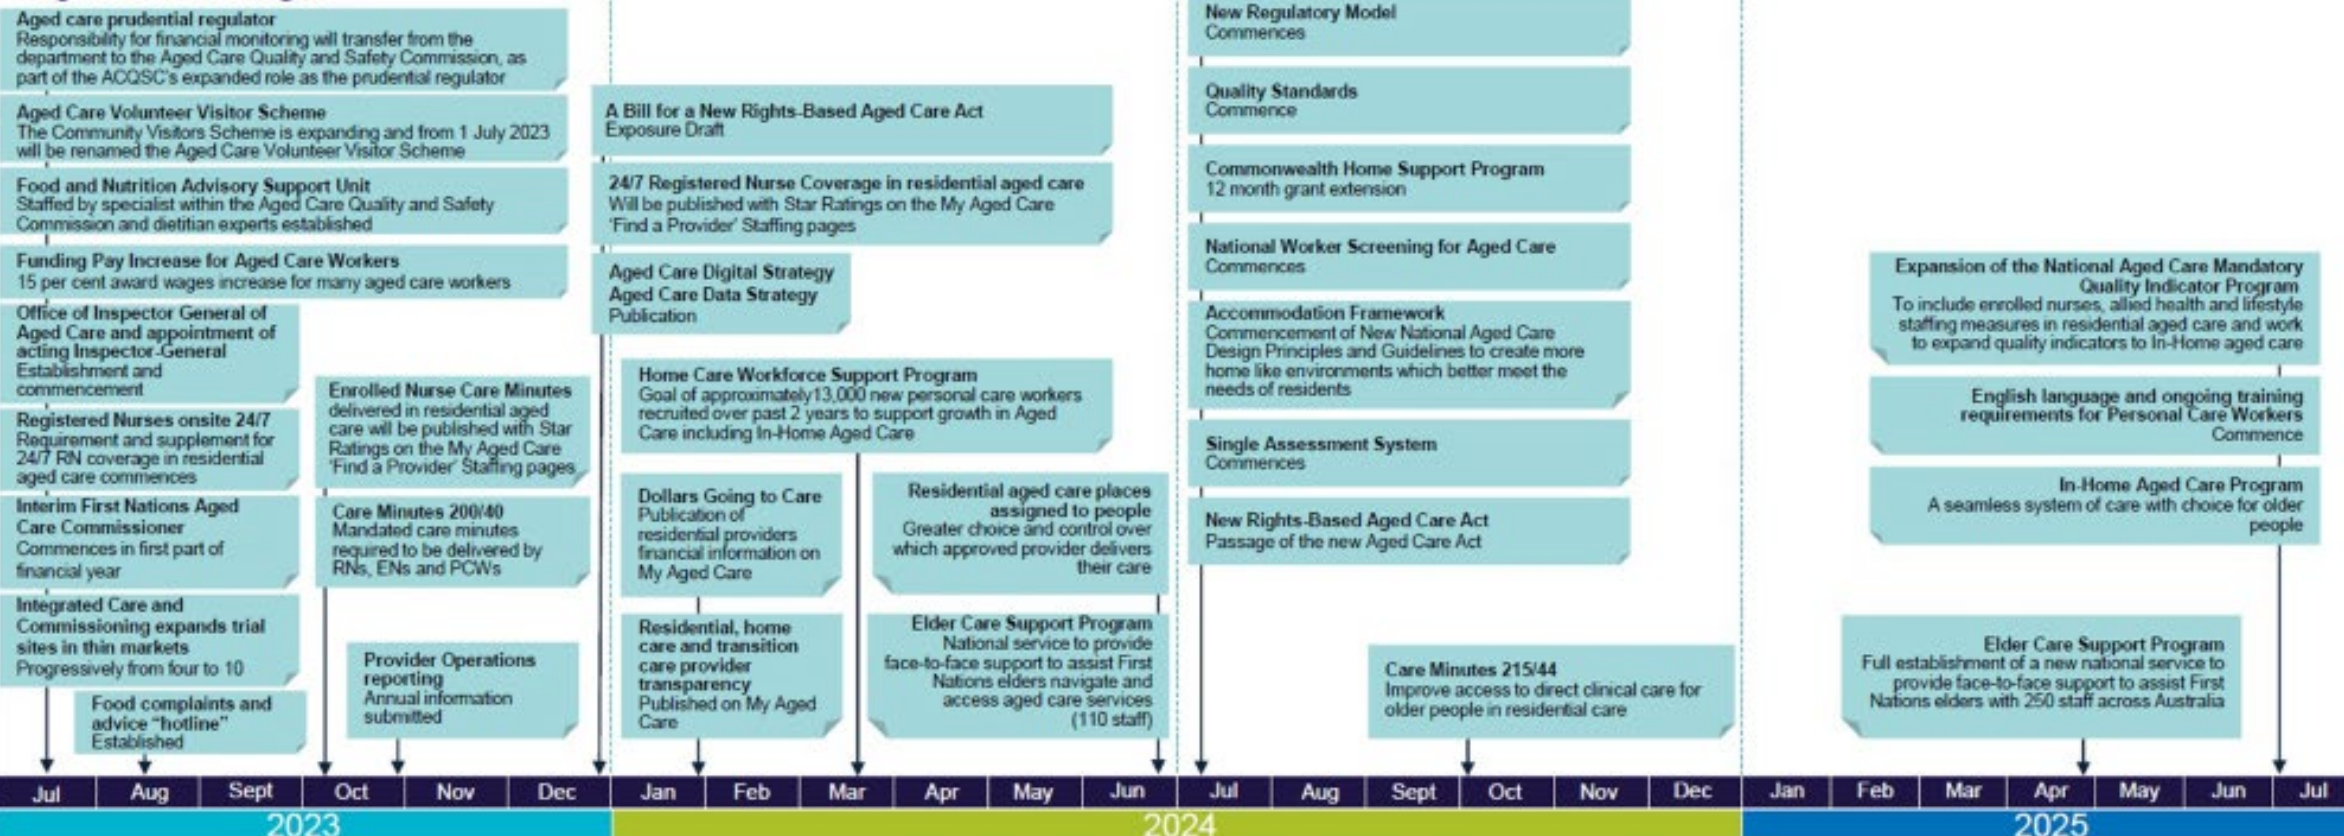 Aged care prudential regulator
Responsibility for financial monitoring will transfer from the
department to the Aged Care Quality and Safety Commission, as
part of the ACQSC's expanded role as the prudential regulator
Aged Care Volunteer Visitor Scheme
The Community Visitors Scheme is expanding and from 1 July 2023
will be renamed the Aged Care Volunteer Visitor Scheme
Food and Nutrition Advisory Support Unit
Staffed by specialist within the Aged Care Quality and Safety
Commission and dietitian experts established
Funding Pay Increase for Aged Care Workers
15 per cent award wages increase for many aged care workers
Office of Inspector General of
Aged Care and appointment of
acting Inspector-General
Establishment and
commencement
Registered Nurses onsite 24/7
Requirement and supplement for
24/7 RN coverage in residential
aged care commences
Interim First Nations Aged
Care Commissioner
Commences in first part of
financial year
Integrated Care and
Commissioning expands trial
sites in thin markets
Progressively from four to 10
Food complaints and
advice “hotline”
Established
Enrolled Nurse Care Minutes
delivered in residential aged
care will be published with Star
Ratings on the My Aged Care
'Find a Provider' Staffing pages
Care Minutes 200/40
Mandated care minutes
required to be delivered by
RNs, ENs and PCWs
Provider Operations
reporting
Annual information
submitted
A Bill for a New Rights-Based Aged Care Act
Exposure Draft
24/7 Registered Nurse Coverage in residential aged care
Will be published with Star Ratings on the My Aged Care
'Find a Provider' Staffing pages
Aged Care Digital Strategy
Aged Care Data Strategy
Publication
Home Care Workforce Support Program
Goal of approximately13,000 new personal care workers
recruited over past 2 years to support growth in Aged
Care including In-Home Aged Care
Dollars Going to Care
Publication of
residential providers
financial information on
My Aged Care
Residential, home
care and transition
care provider
transparency
Published on My Aged
Care
Residential aged care places
assigned to people
Greater choice and control over
which approved provider delivers
their care
Elder Care Support Program
National service to provide
face-to-face support to assist First
Nations elders navigate and
access aged care services
(110 staff)
New Regulatory Model
Commences
Quality Standards
Commence
Commonwealth Home Support Program
12 month grant extension
National Worker Screening for Aged Care
Commences
Accommodation Framework
Commencement of New National Aged Care
Design Principles and Guidelines to create more
home like environments which better meet the
needs of residents
Single Assessment System
Commences
New Rights-Based Aged Care Act
Passage of the new Aged Care Act
Care Minutes 215/44
Improve access to direct clinical care for
older people in residential care
Expansion of the National Aged Care Mandatory
Quality Indicator Program
To include enrolled nurses, allied health and lifestyle
staffing measures in residential aged care and work
to expand quality indicators to In-Home aged care
English language and ongoing training
requirements for Personal Care Workers
Commence
In-Home Aged Care Program
A seamless system of care with choice for older
people
Elder Care Support Program
Full establishment of a new national service to
provide face-to-face support to assist First
Nations elders with 250 staff across Australia
Jul Aug Sept Oct Nov Dec Jan Feb Mar Apr May Jun Jul Aug Sept Oct Nov Dec Jan Feb Mar Apr May Jun Jul
2023 2024 2025